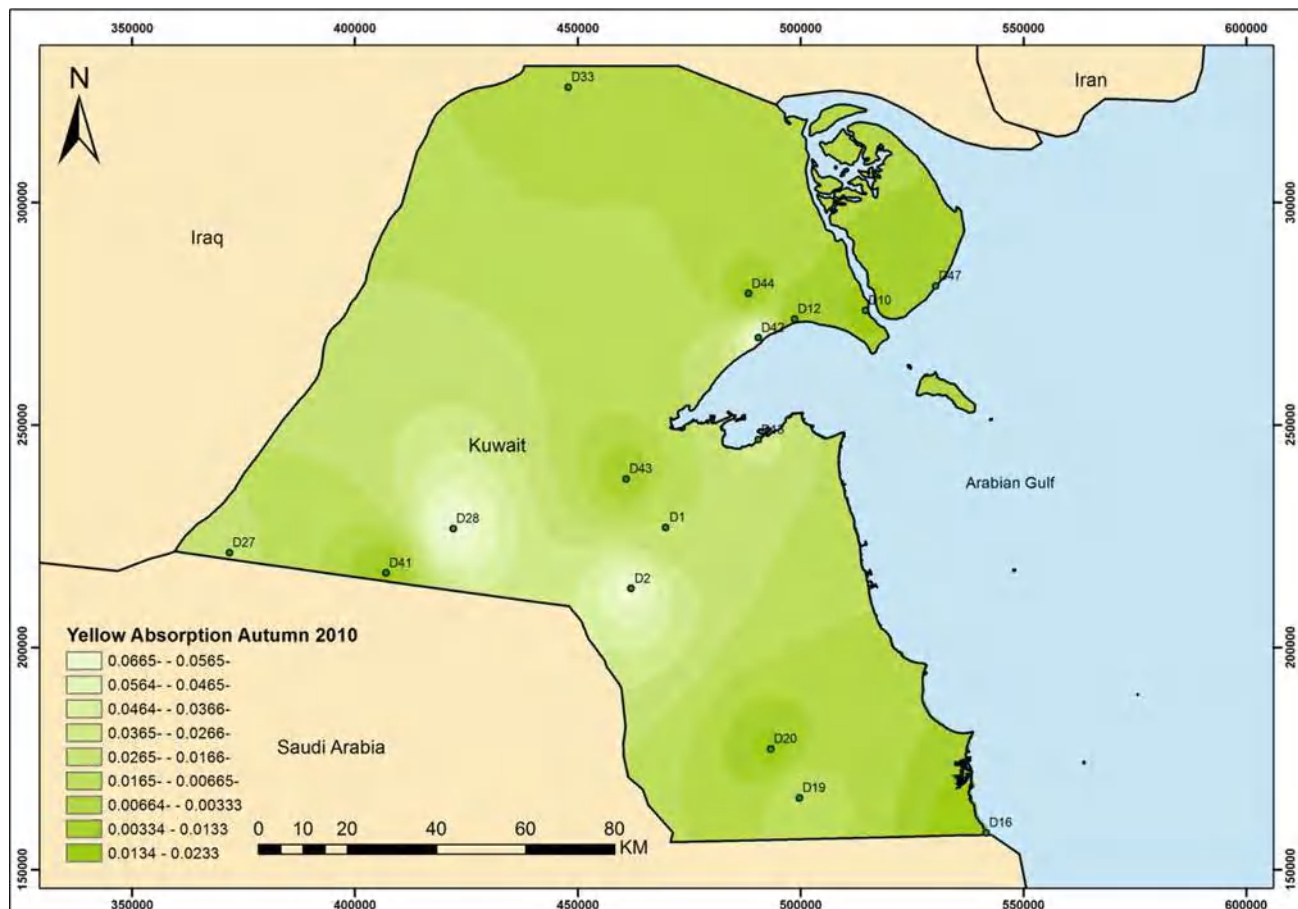 350000 400000 450000 500000 550000 600000
N
D33
Iran
300000 300000
Iraq
D44
D47
D12
D10
D42
250000 250000
Kuwait
D43
Arabian Gulf
D28
D1
D27
D41
D2
Yellow Absorption Autumn 2010
0.0665- - 0.0565-
200000 200000
0.0564- - 0.0465-
0.0464- - 0.0366-
0.0365- - 0.0266-
0.0265- - 0.0166-
0.0165- - 0.00665-
0.00664- - 0.00333
0.00334 - 0.0133
0.0134 - 0.0233
Saudi Arabia
D20
D19
0 10 20 40 60 80
KM
D16
150000 150000
350000 400000 450000 500000 550000 600000